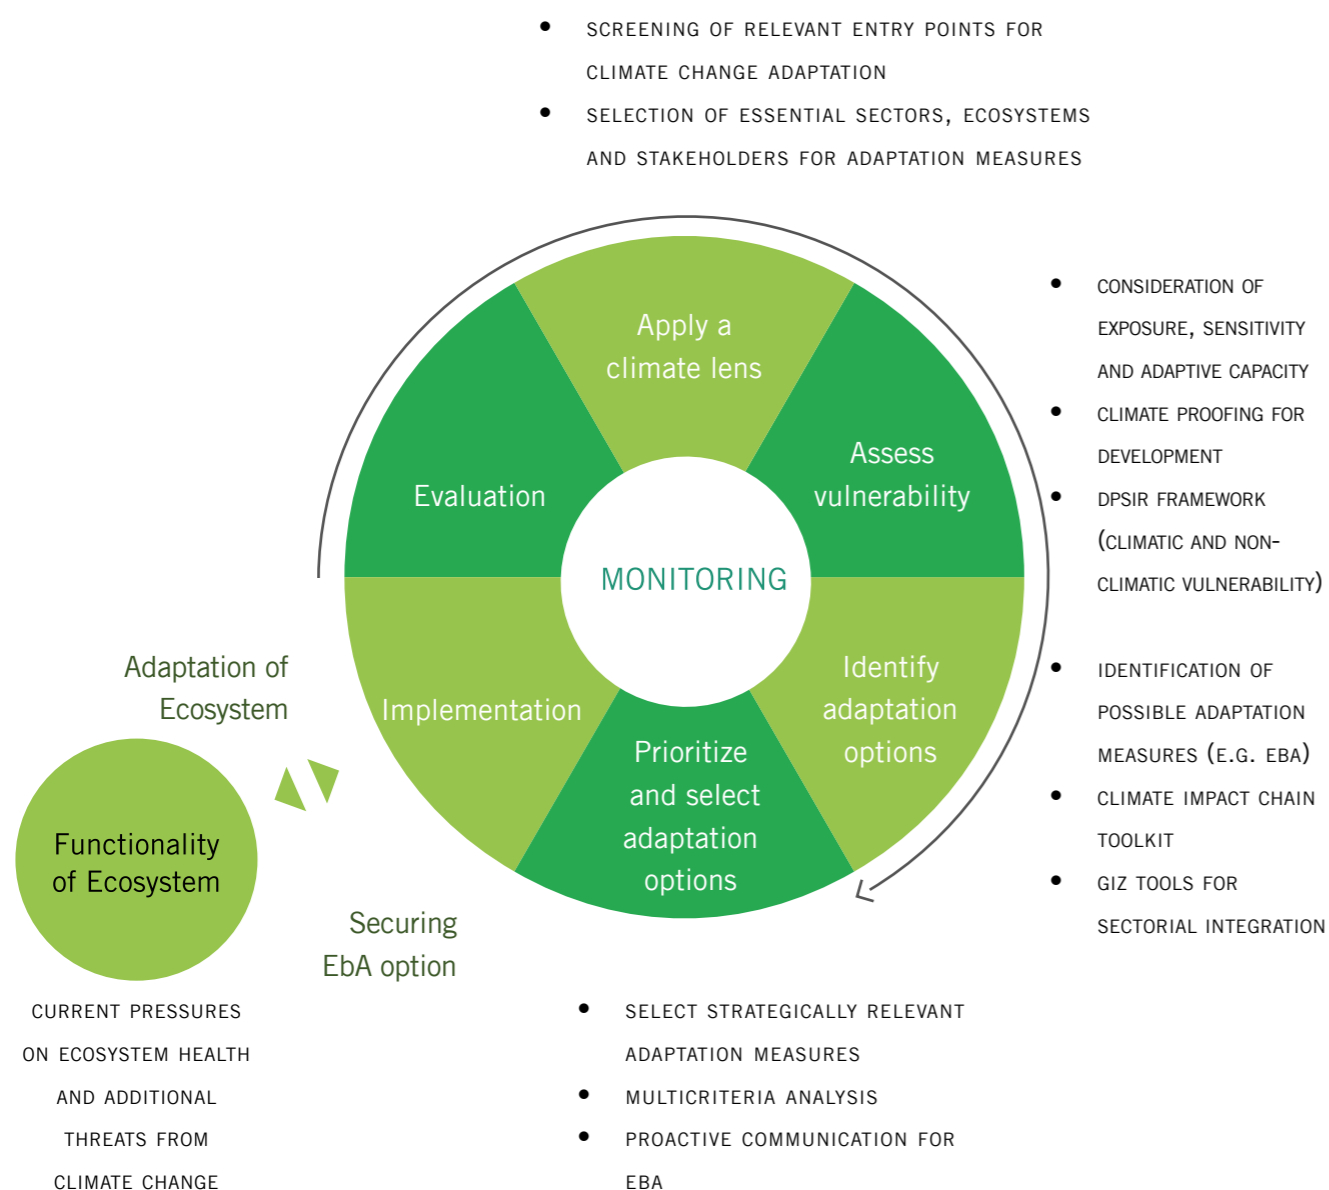 • SCREENING OF RELEVANT ENTRY POINTS FOR
CLIMATE CHANGE ADAPTATION
• SELECTION OF ESSENTIAL SECTORS, ECOSYSTEMS
AND STAKEHOLDERS FOR ADAPTATION MEASURES
Apply a
climate lens
Assess
vulnerability
• CONSIDERATION OF
EXPOSURE, SENSITIVITY
AND ADAPTIVE CAPACITY
• CLIMATE PROOFING FOR
DEVELOPMENT
• DPSIR FRAMEWORK
(CLIMATIC AND NON-
CLIMATIC VULNERABILITY)
Evaluation
MONITORING
Identify
adaptation
options
• IDENTIFICATION OF
POSSIBLE ADAPTATION
MEASURES (E.G. EBA)
• CLIMATE IMPACT CHAIN
TOOLKIT
• GIZ TOOLS FOR
SECTORIAL INTEGRATION
Implementation
Prioritize
and select
adaptation
options
Adaptation of
Ecosystem
Functionality
of Ecosystem
Securing
EbA option
CURRENT PRESSURES
ON ECOSYSTEM HEALTH
AND ADDITIONAL
THREATS FROM
CLIMATE CHANGE
• SELECT STRATEGICALLY RELEVANT
ADAPTATION MEASURES
• MULTICRITERIA ANALYSIS
• PROACTIVE COMMUNICATION FOR
EBA